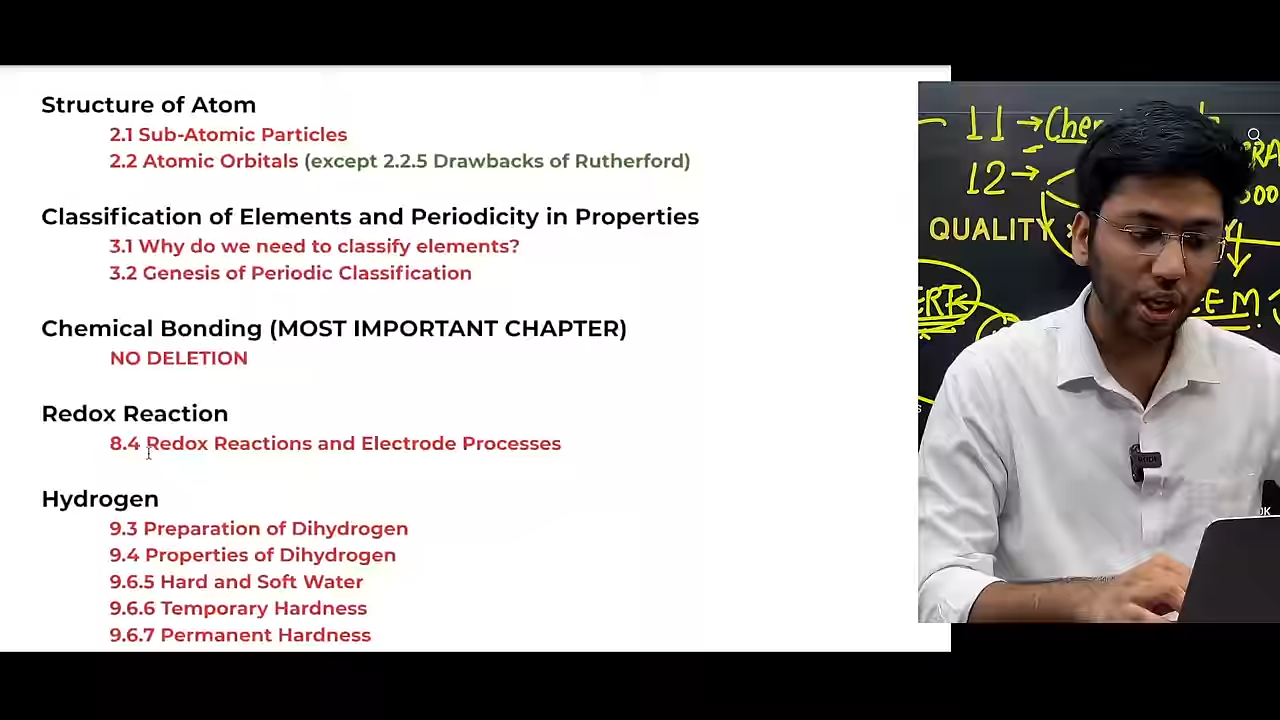 Structure of Atom
2.1 Sub-Atomic Particles
2.2 Atomic Orbitals (except 2.2.5 Drawbacks of Rutherford)
Classification of Elements and Periodicity in Properties
3.1 Why do we need to classify elements?
3.2 Genesis of Periodic Classification
Chemical Bonding (MOST IMPORTANT CHAPTER)
NO DELETION
Redox Reaction
8.4 Redox Reactions and Electrode Processes
Hydrogen
9.3 Preparation of Dihydrogen
9.4 Properties of Dihydrogen
9.6.5 Hard and Soft Water
9.6.6 Temporary Hardness
9.6.7 Permanent Hardness
11 → Che
12 →
QUALITY